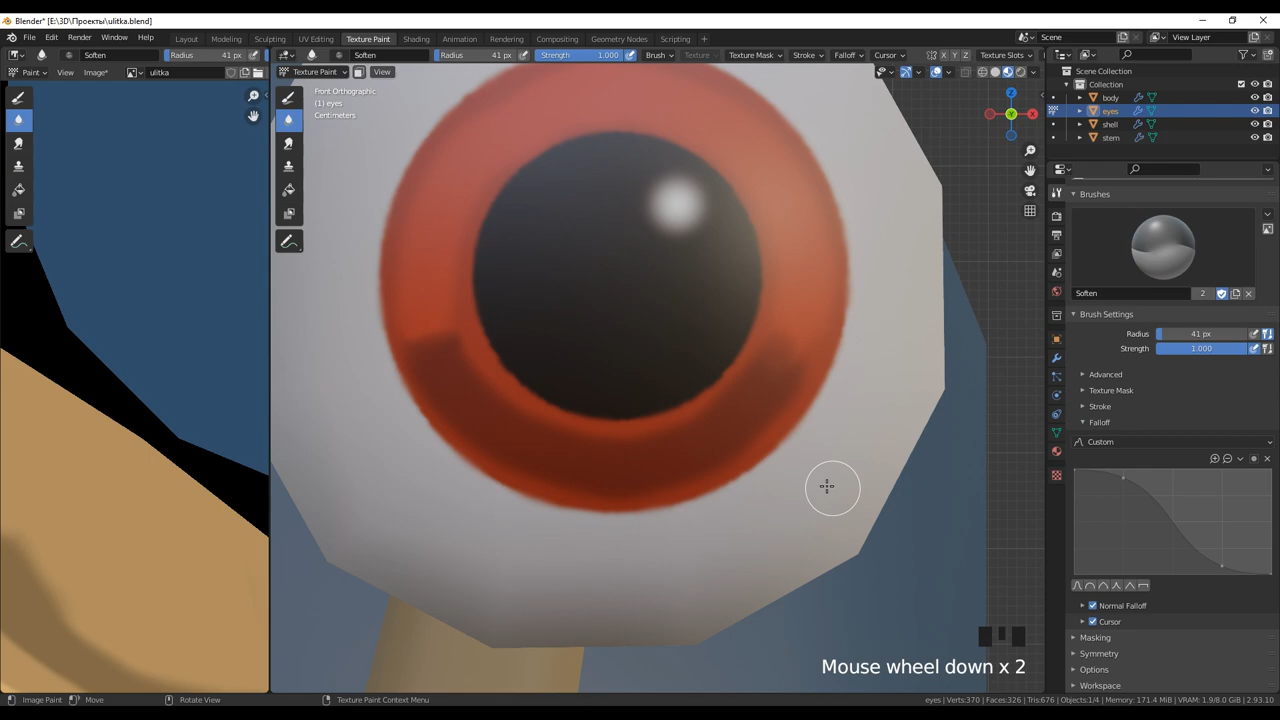 Blender* [E:\3D\Проекты\ulitka.blend]
File Edit Render Window Help Layout Modeling Sculpting UV Editing Texture Paint Shading Animation Rendering Compositing Geometry Nodes Scripting Scene View Layer
Soften Radius 41 px Soften Radius 41 px Strength 1.000 Brush Texture Texture Mask Stroke Falloff Cursor X Y Z Texture Slots
Paint View Image* ulitka Texture Paint View Scene Collection
Collection
Front Orthographic
(1) eyes
Centimeters
Z
Y
X
body
eyes
shell
stem
Brushes
Soften 2
Brush Settings
Radius 41 px
Strength 1.000
Advanced
Texture Mask
Stroke
Falloff
Custom
Normal Falloff
Cursor
Masking
Symmetry
Options
Workspace
Mouse wheel down x 2
Image Paint Move Rotate View Texture Paint Context Menu eyes | Verts:370 | Faces:326 | Tris:676 | Objects:1/4 | Memory: 171.4 MiB | VRAM: 1.9/8.0 GiB | 2.93.10